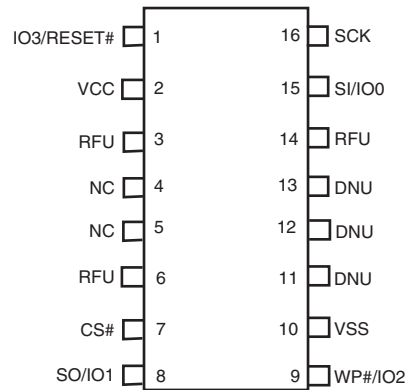 IO3/RESET# 1 16 SCK
VCC 2 15 SI/IO0
RFU 3 14 RFU
NC 4 13 DNU
NC 5 12 DNU
RFU 6 11 DNU
CS# 7 10 VSS
SO/IO1 8 9 WP#/IO2